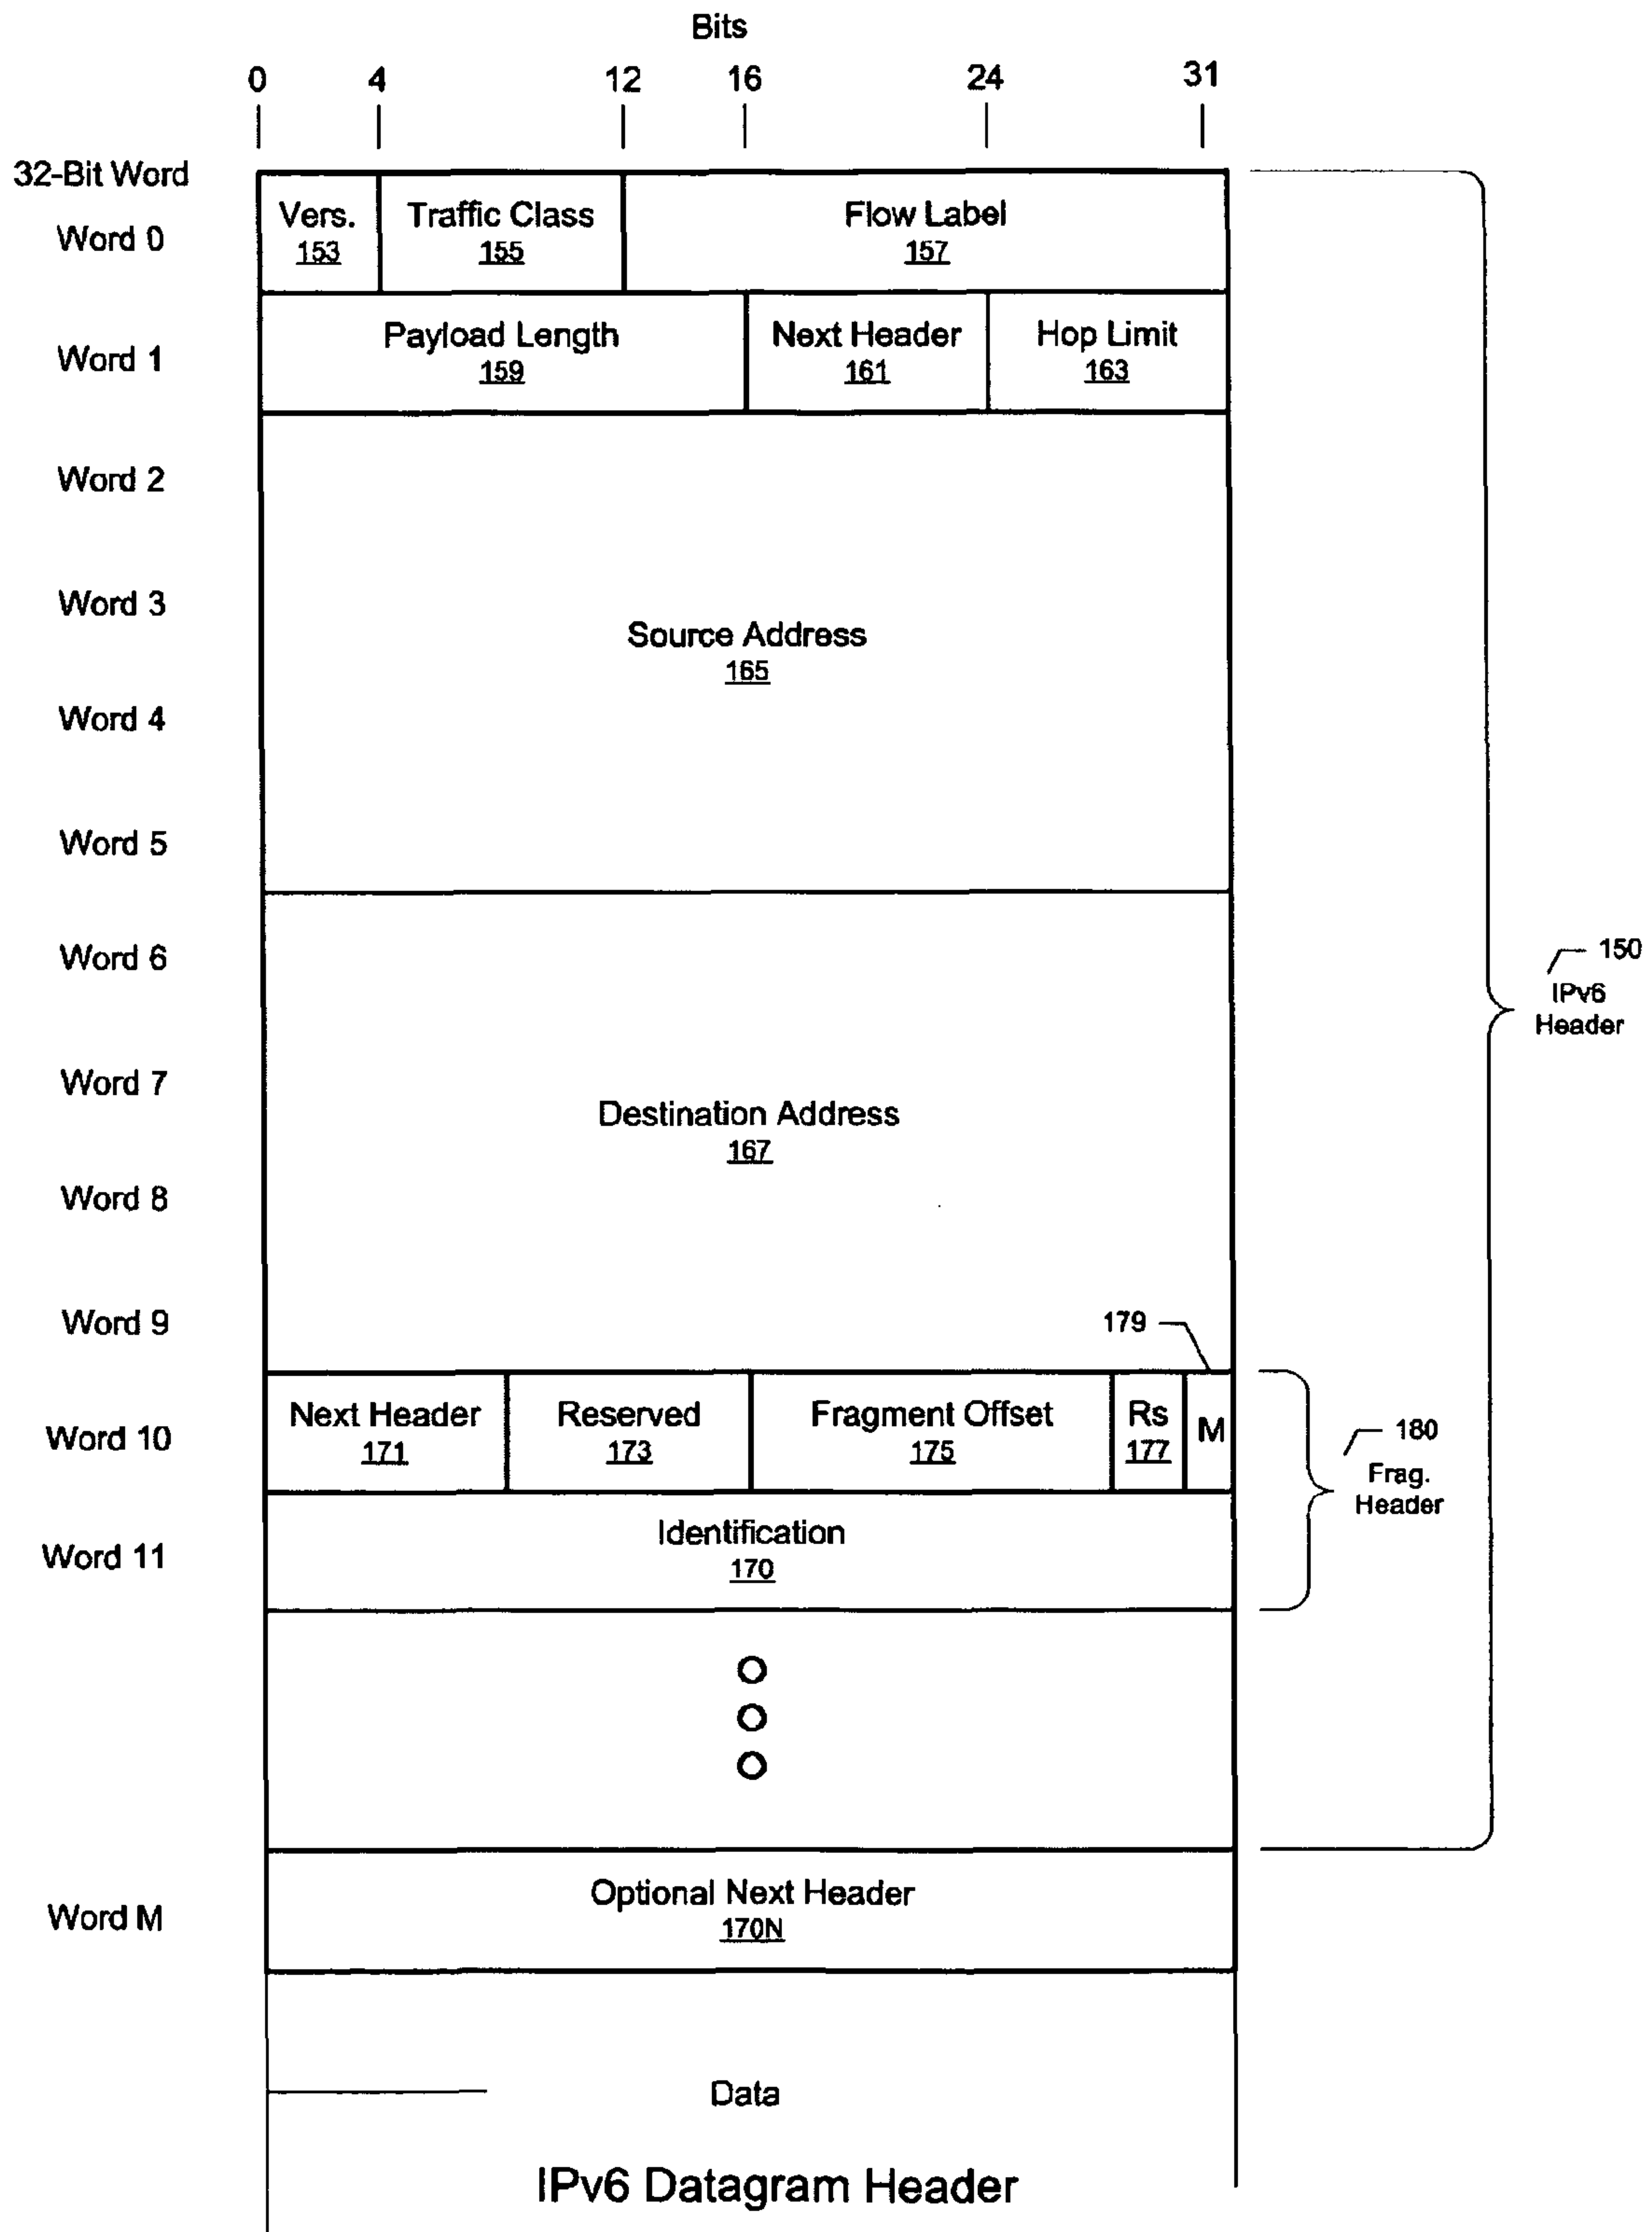 Bits
0 4 12 16 24 31
32-Bit Word
Word 0
Vers. Traffic Class Flow Label
153 155 157
Word 1
Payload Length Next Header Hop Limit
159 161 163
Word 2
Word 3
Source Address
165
Word 4
Word 5
Word 6
150
IPv6
Header
Word 7
Destination Address
167
Word 8
Word 9
179
Word 10
Next Header Reserved Fragment Offset Rs M
171 173 175 177
180
Frag.
Header
Word 11
Identification
170
Word M
Optional Next Header
170N
Data
IPv6 Datagram Header